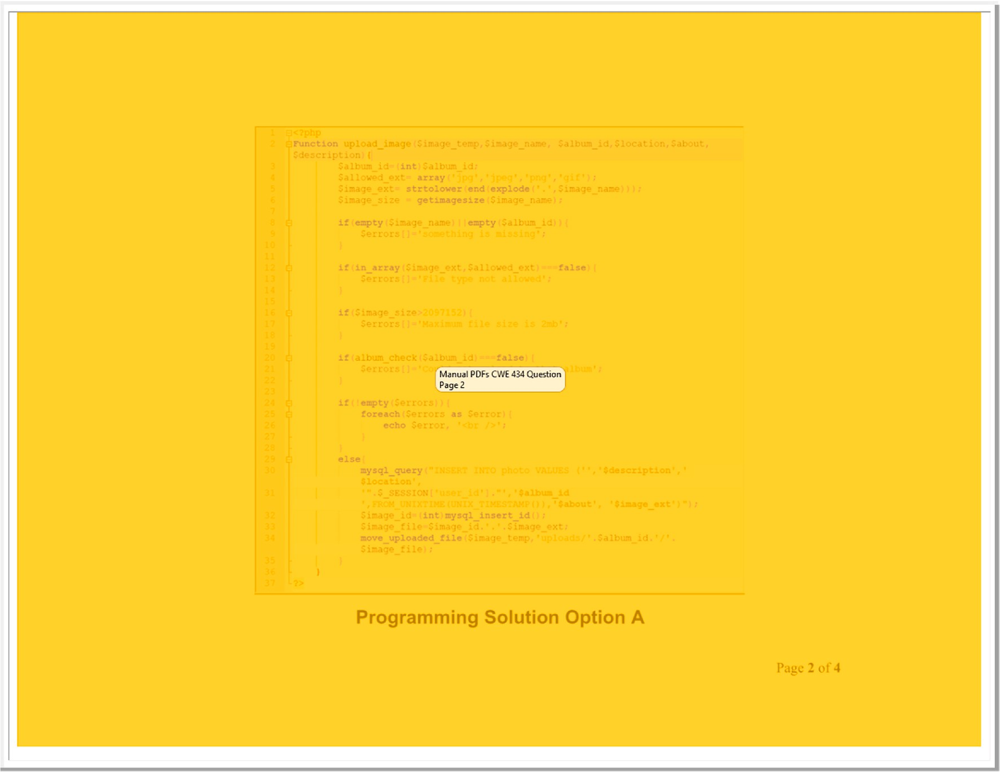 1 <?php
2 Function upload_image($image_temp,$image_name, $album_id,$location,$about,
$description){
3 $album_id=(int)$album_id;
4 $allowed_ext= array('jpg','jpeg','png','gif');
5 $image_ext= strtolower(end(explode('.',$image_name)));
6 $image_size = getimagesize($image_name);
7
8 if(empty($image_name)||empty($album_id)){
9 $errors[]='something is missing';
10 }
11
12 if(in_array($image_ext,$allowed_ext)===false){
13 $errors[]='File type not allowed';
14 }
15
16 if($image_size>2097152){
17 $errors[]='Maximum file size is 2mb';
18 }
19
20 if(album_check($album_id)===false){
21 $errors[]= album';
22 }
23
24 if(!empty($errors)){
25 foreach($errors as $error){
26 echo $error, '<br />';
27 }
28 }
29 else{
30 mysql_query("INSERT INTO photo VALUES ('','$description','
$location',
31 '".$_SESSION['user_id']."','$album_id
',FROM_UNIXTIME(UNIX_TIMESTAMP()),'$about', '$image_ext')");
32 $image_id=(int)mysql_insert_id();
33 $image_file=$image_id.'.'.$image_ext;
34 move_uploaded_file($image_temp,'uploads/'.$album_id.'/'.
$image_file);
35 }
36 }
37 ?>
Manual PDFs CWE 434 Question
Page 2
Programming Solution Option A
Page 2 of 4